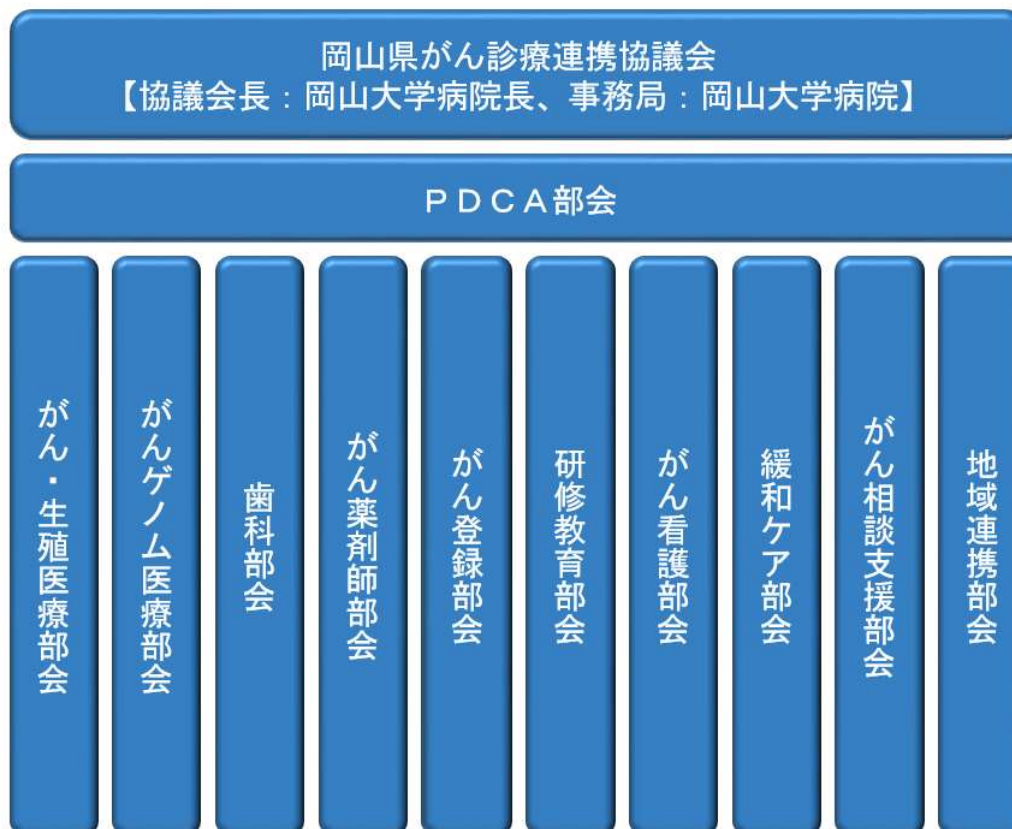 岡山県がん診療連携協議会
【協議会長：岡山大学病院長、事務局：岡山大学病院】
ＰＤＣＡ部会
がん・生殖医療部会
がんゲノム医療部会
歯科部会
がん薬剤師部会
がん登録部会
研修教育部会
がん看護部会
緩和ケア部会
がん相談支援部会
地域連携部会